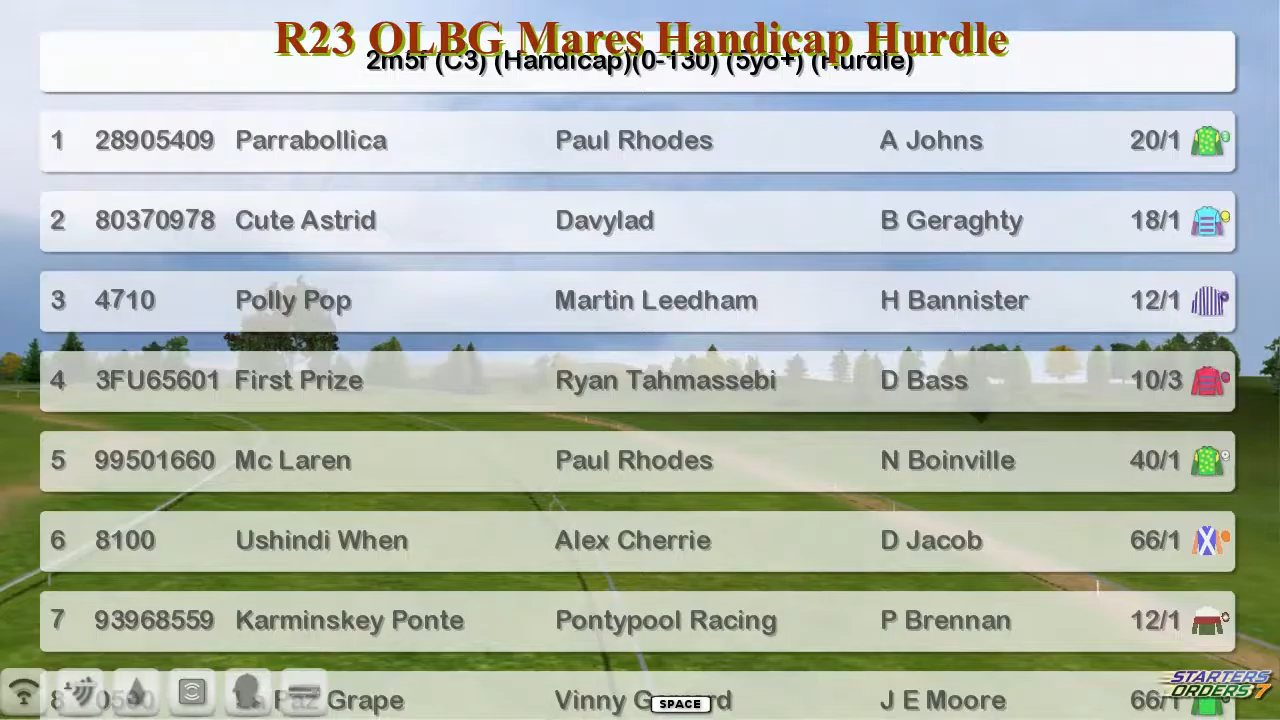 R23 OLBG Mares Handicap Hurdle
2m5f (C3) (Handicap)(0-130) (5yo+) (Hurdle)
1 28905409 Parrabollica Paul Rhodes A Johns 20/1
2 80370978 Cute Astrid Davylad B Geraghty 18/1
3 4710 Polly Pop Martin Leedham H Bannister 12/1
4 3FU65601 First Prize Ryan Tahmassebi D Bass 10/3
5 99501660 Mc Laren Paul Rhodes N Boinville 40/1
6 8100 Ushindi When Alex Cherrie D Jacob 66/1
7 93968559 Karminskey Ponte Pontypool Racing P Brennan 12/1
8 Paz Grape Vinny J E Moore 66/1
SPACE
STARTERS ORDERS 7